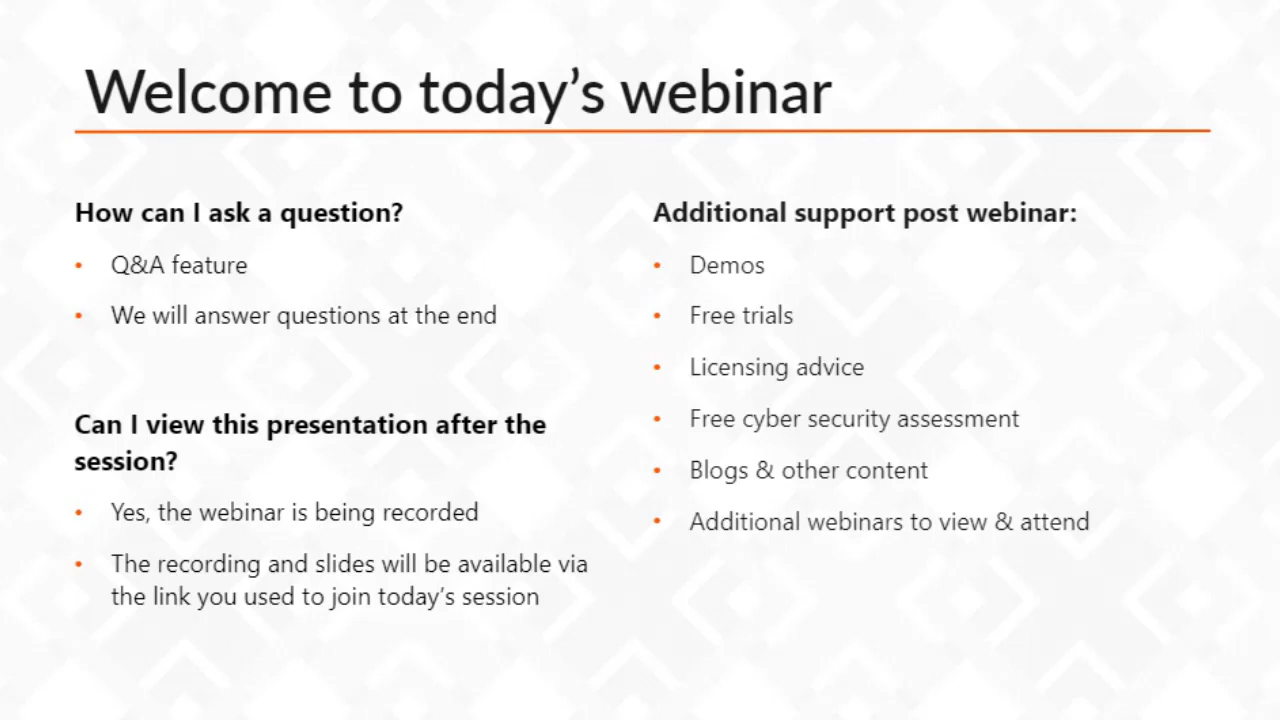 Welcome to today’s webinar
How can I ask a question?
• Q&A feature
• We will answer questions at the end
Can I view this presentation after the
session?
• Yes, the webinar is being recorded
• The recording and slides will be available via
the link you used to join today’s session
Additional support post webinar:
• Demos
• Free trials
• Licensing advice
• Free cyber security assessment
• Blogs & other content
• Additional webinars to view & attend